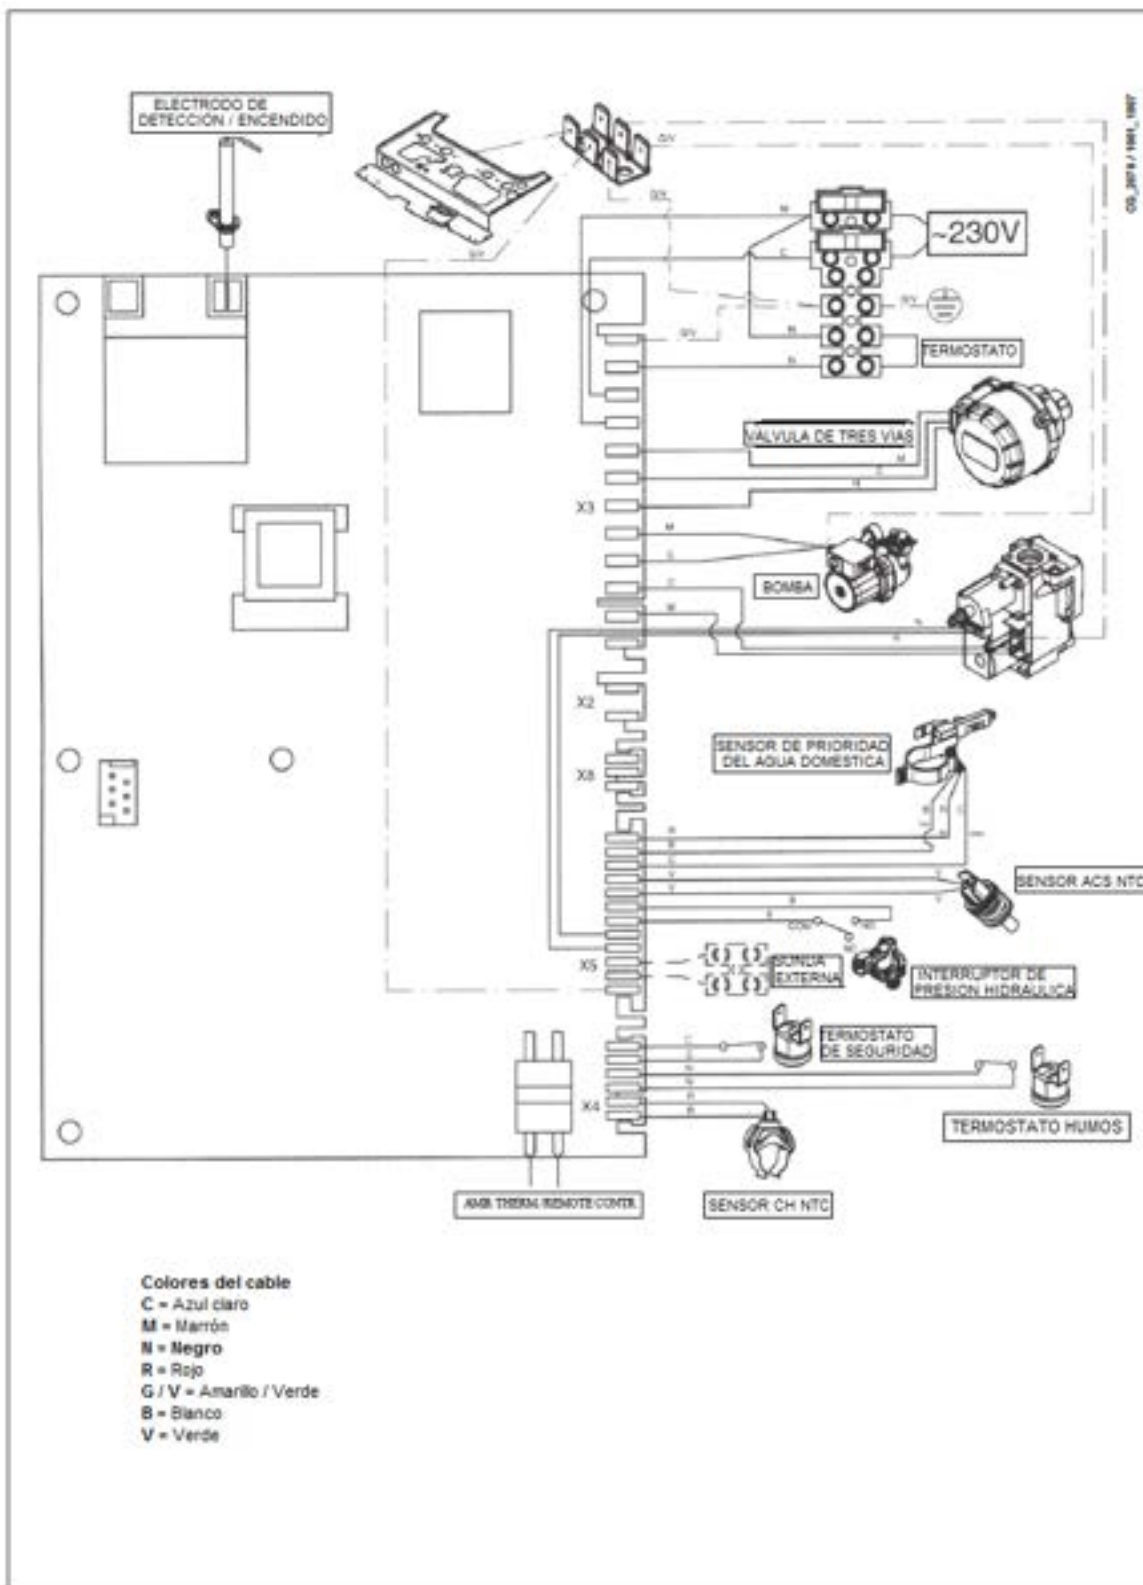 ELECTRODO DE
DETECCION / ENCENDIDO
G/V
G/V
G/V
~230V
G/V
G/V
TERMOSTATO
VALVULA DE TRES VIAS
M
X3
M
BOMBA
C
M
X2
SENSOR DE PRIORIDAD
DEL AGUA DOMESTICA
X8
SENSOR ACS NTC
V
V
COM
X5
SONDA
EXTERNA
INTERRUPTOR DE
PRESION HIDRAULICA
TERMOSTATO
DE SEGURIDAD
X4
TERMOSTATO HUMOS
AMB THERM./REMOTE CONTR.
SENSOR CH NTC
Colores del cable
C = Azul claro
M = Marrón
N = Negro
R = Rojo
G / V = Amarillo / Verde
B = Blanco
V = Verde